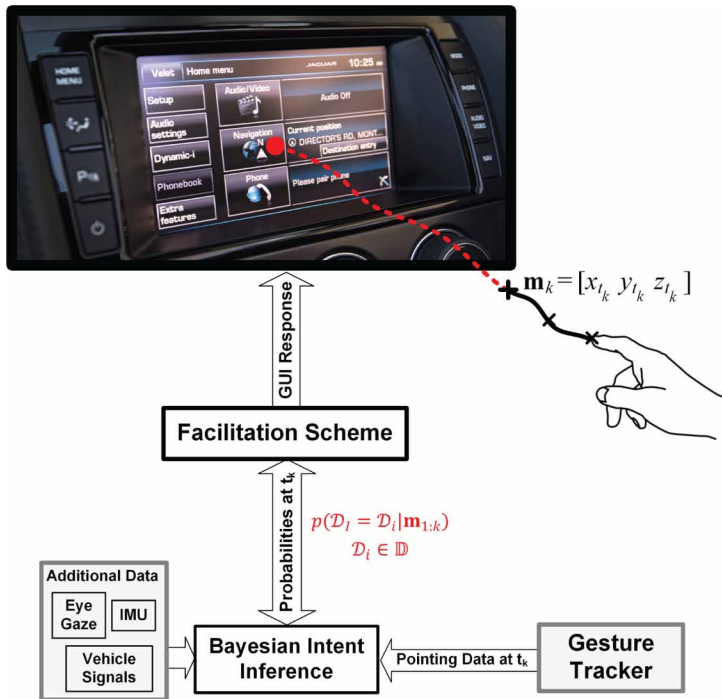 HOME
MENU
Valet Home menu JAGUAR 10:25 AM
Setup
Audio
settings
Dynamic-i
Phonebook
Extra
features
Audio/Video
Navigation
N
Phone
Audio Off
Current position
DIRECTOR'S RD, MONT...
Destination entry
Please pair phone
MODE
PHONE
AUDIO
VIDEO
NAV
m_k = [x_{t_k} y_{t_k} z_{t_k}]
GUI Response
Facilitation Scheme
Probabilities at t_k
p(𝒟_I = 𝒟_i|m_{1:k})
𝒟_i ∈ 𝔻
Additional Data
Eye
Gaze
IMU
Vehicle
Signals
Bayesian Intent
Inference
Pointing Data at t_k
Gesture
Tracker